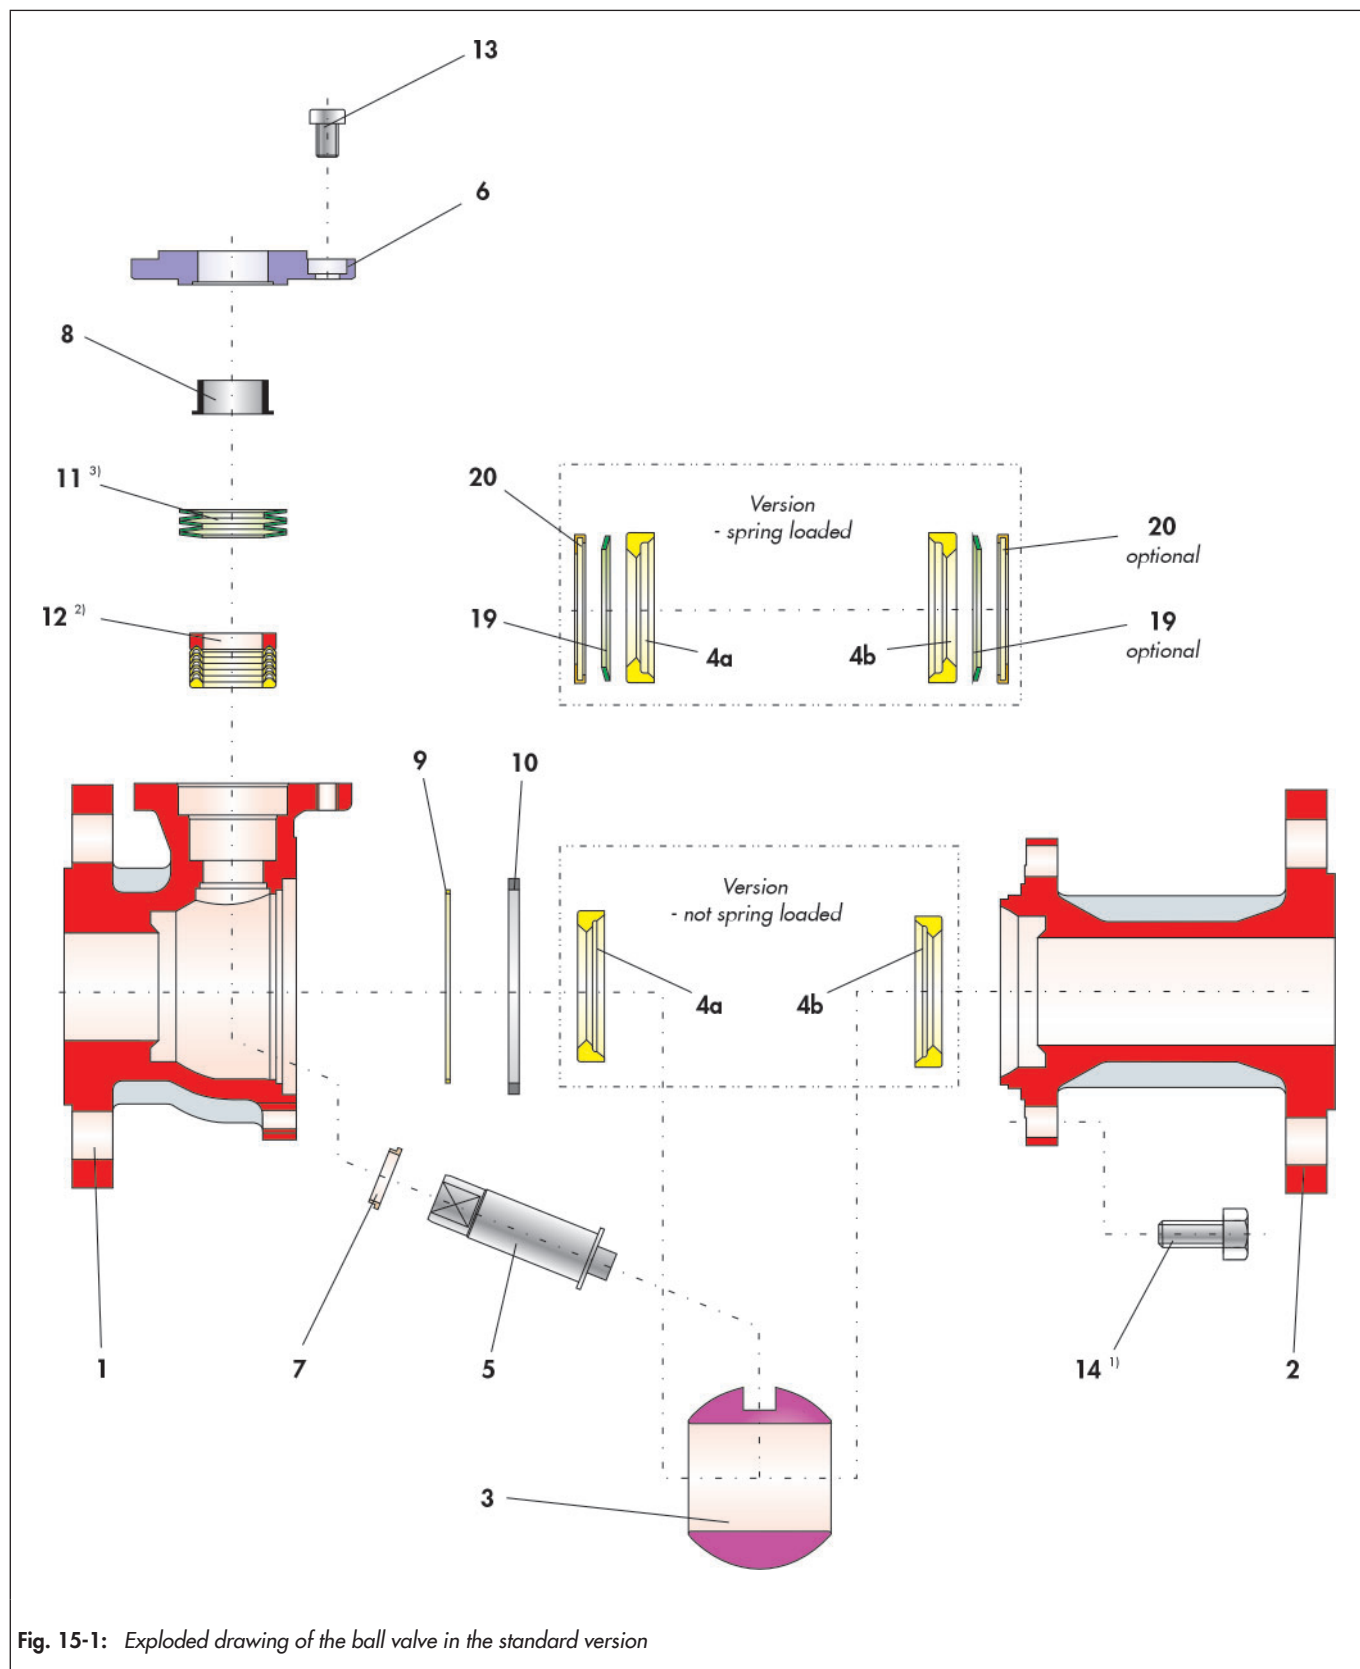 13
6
8
11 3)
20
Version
- spring loaded
20
optional
12 2)
19
4a
4b
19
optional
9
10
Version
- not spring loaded
4a
4b
1
7
5
14 1)
2
3
Fig. 15-1: Exploded drawing of the ball valve in the standard version